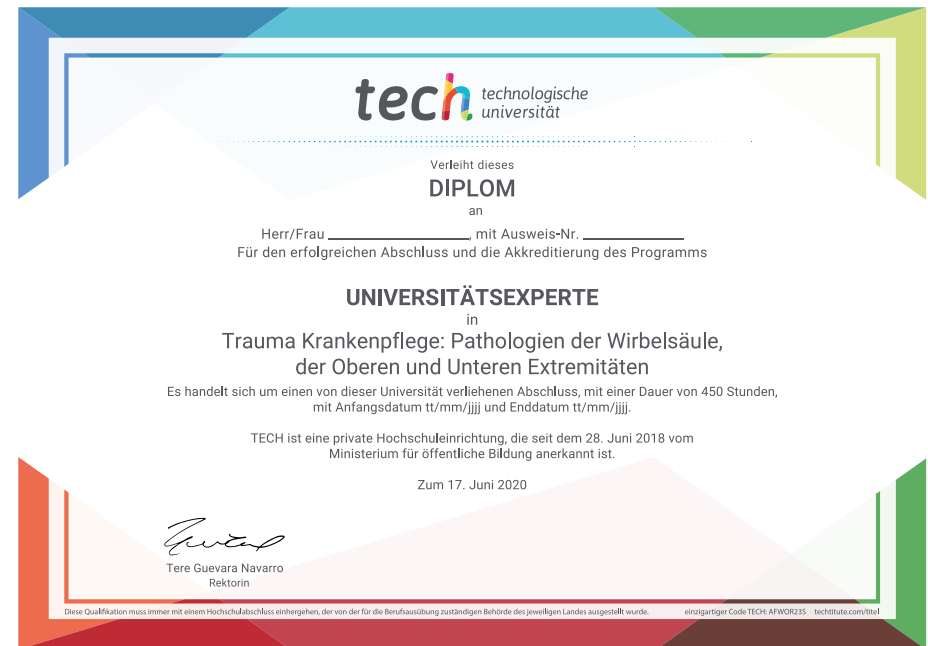 tech technologische
universität
Verleiht dieses
DIPLOM
an
Herr/Frau ____________________, mit Ausweis-Nr. ______________
Für den erfolgreichen Abschluss und die Akkreditierung des Programms
UNIVERSITÄTSEXPERTE
in
Trauma Krankenpflege: Pathologien der Wirbelsäule,
der Oberen und Unteren Extremitäten
Es handelt sich um einen von dieser Universität verliehenen Abschluss, mit einer Dauer von 450 Stunden,
mit Anfangsdatum tt/mm/jjjj und Enddatum tt/mm/jjjj.
TECH ist eine private Hochschuleinrichtung, die seit dem 28. Juni 2018 vom
Ministerium für öffentliche Bildung anerkannt ist.
Zum 17. Juni 2020
Tere Guevara Navarro
Rektorin
Diese Qualifikation muss immer mit einem Hochschulabschluss einhergehen, der von der für die Berufsausübung zuständigen Behörde des jeweiligen Landes ausgestellt wurde. einzigartiger Code TECH: AFWOR23S techtitute.com/titel